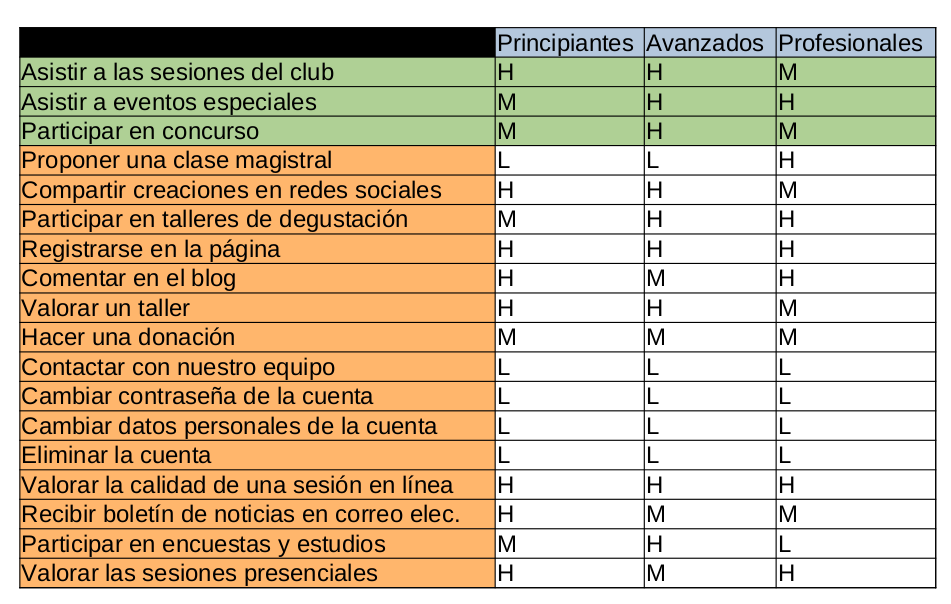 Principiantes Avanzados Profesionales
Asistir a las sesiones del club H H M
Asistir a eventos especiales M H H
Participar en concurso M H M
Proponer una clase magistral L L H
Compartir creaciones en redes sociales H H M
Participar en talleres de degustación M H H
Registrarse en la página H H H
Comentar en el blog H M H
Valorar un taller H H M
Hacer una donación M M M
Contactar con nuestro equipo L L L
Cambiar contraseña de la cuenta L L L
Cambiar datos personales de la cuenta L L L
Eliminar la cuenta L L L
Valorar la calidad de una sesión en línea H H H
Recibir boletín de noticias en correo elec. H M M
Participar en encuestas y estudios M H L
Valorar las sesiones presenciales H M H